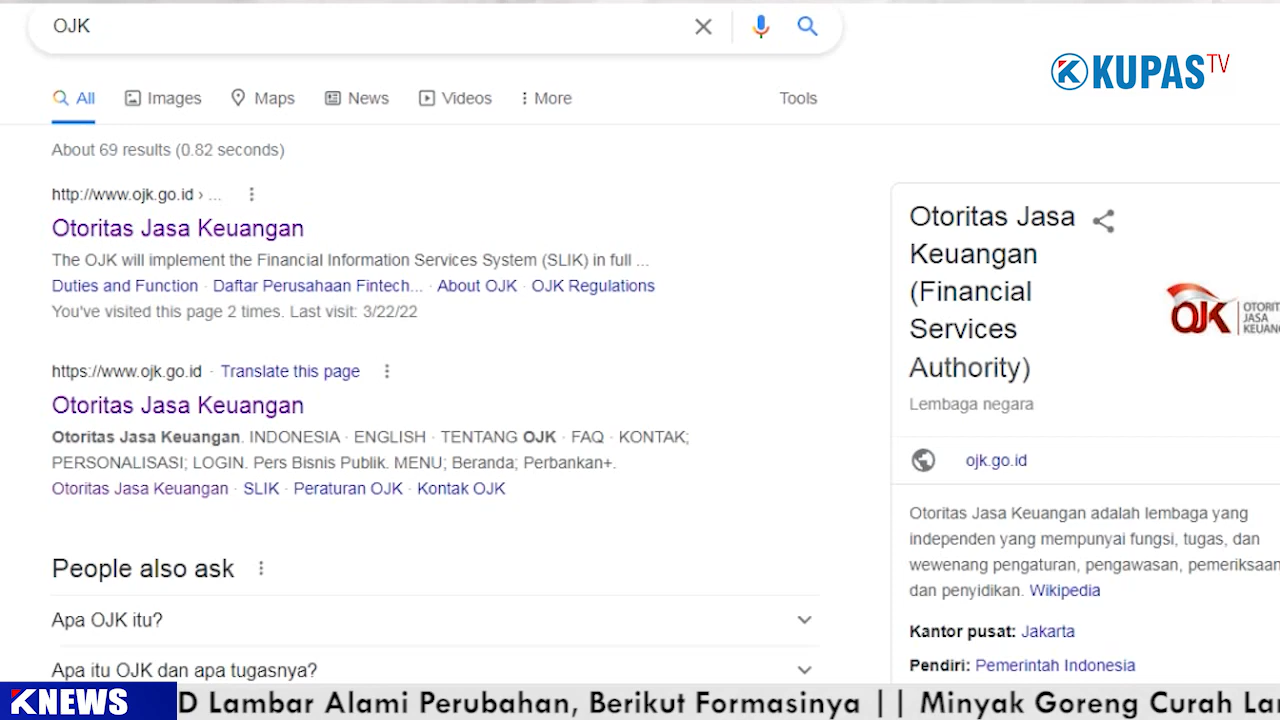 OJK
KUPAS TV
All Images Maps News Videos More Tools
About 69 results (0.82 seconds)
http://www.ojk.go.id › ...
Otoritas Jasa Keuangan
The OJK will implement the Financial Information Services System (SLIK) in full ...
Duties and Function · Daftar Perusahaan Fintech... · About OJK · OJK Regulations
You've visited this page 2 times. Last visit: 3/22/22
https://www.ojk.go.id · Translate this page
Otoritas Jasa Keuangan
Otoritas Jasa Keuangan. INDONESIA · ENGLISH · TENTANG OJK · FAQ · KONTAK;
PERSONALISASI; LOGIN. Pers Bisnis Publik. MENU; Beranda; Perbankan+.
Otoritas Jasa Keuangan · SLIK · Peraturan OJK · Kontak OJK
People also ask
Apa OJK itu?
Apa itu OJK dan apa tugasnya?
Otoritas Jasa
Keuangan
(Financial
Services
Authority)
Lembaga negara
OJK
OTORIT
JASA
KEUANG
ojk.go.id
Otoritas Jasa Keuangan adalah lembaga yang
independen yang mempunyai fungsi, tugas, dan
wewenang pengaturan, pengawasan, pemeriksaan
dan penyidikan. Wikipedia
Kantor pusat: Jakarta
Pendiri: Pemerintah Indonesia
KNEWS
D Lambar Alami Perubahan, Berikut Formasinya || Minyak Goreng Curah Lan